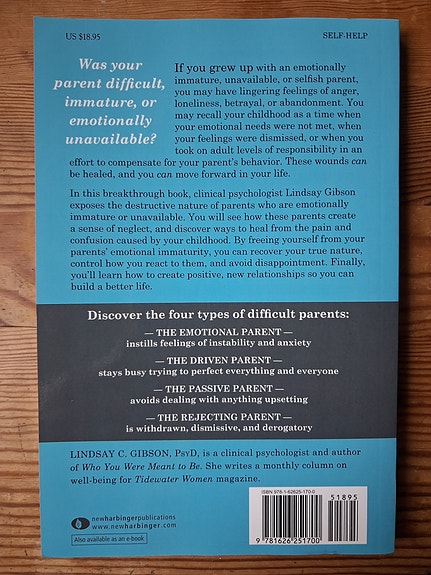 US $18.95
SELF-HELP
Was your
parent difficult,
immature, or
emotionally
unavailable?
If you grew up with an emotionally
immature, unavailable, or selfish parent,
you may have lingering feelings of anger,
loneliness, betrayal, or abandonment. You
may recall your childhood as a time when
your emotional needs were not met, when
your feelings were dismissed, or when you
took on adult levels of responsibility in an
effort to compensate for your parent's behavior. These wounds can
be healed, and you can move forward in your life.
In this breakthrough book, clinical psychologist Lindsay Gibson
exposes the destructive nature of parents who are emotionally
immature or unavailable. You will see how these parents create
a sense of neglect, and discover ways to heal from the pain and
confusion caused by your childhood. By freeing yourself from your
parents' emotional immaturity, you can recover your true nature,
control how you react to them, and avoid disappointment. Finally,
you'll learn how to create positive, new relationships so you can
build a better life.
Discover the four types of difficult parents:
— THE EMOTIONAL PARENT —
instills feelings of instability and anxiety
— THE DRIVEN PARENT —
stays busy trying to perfect everything and everyone
— THE PASSIVE PARENT —
avoids dealing with anything upsetting
— THE REJECTING PARENT —
is withdrawn, dismissive, and derogatory
LINDSAY C. GIBSON, PsyD, is a clinical psychologist and author
of Who You Were Meant to Be. She writes a monthly column on
well-being for Tidewater Women magazine.
newharbingerpublications
www.newharbinger.com
Also available as an e-book
ISBN 978-1-62625-170-0
51895
9 781626 251700